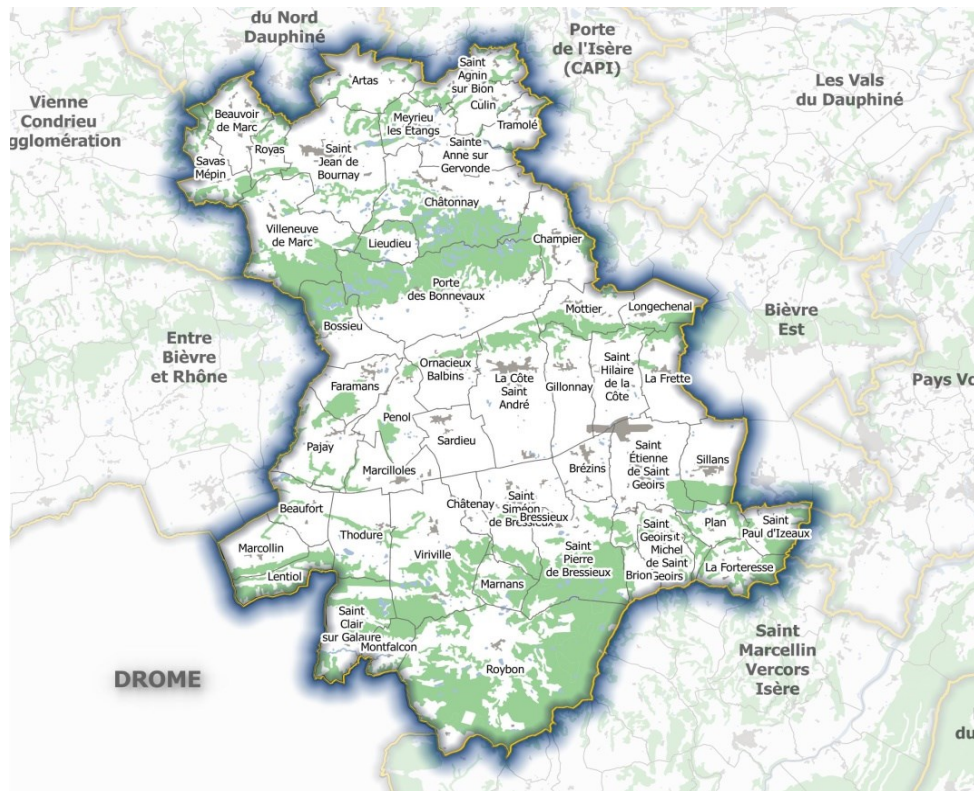 du Nord
Dauphiné
Porte
de l'Isère
(CAPI)
Les Vals
du Dauphiné
Vienne
Condrieu
gglomération
Saint
Agnin
sur Bion
Artas
Culin
Beauvoir
de Marc
Meyrieu
les Etangs
Tramolé
Royas
Saint
Jean de
Bournay
Sainte
Anne sur
Gervonde
Savas
Mépin
Châtonnay
Villeneuve
de Marc
Lieudieu
Champier
Porte
des Bonnevaux
Bossieu
Mottier
Longechenal
Bièvre
Est
Entre
Bièvre
et Rhône
Pays Vo
Ornacieux
Balbins
La Côte
Saint
André
Gillonnay
Saint
Hilaire
de la
Côte
La Frette
Faramans
Penol
Sardieu
Pajay
Marcilloles
Brézins
Saint
Étienne
de Saint
Geoirs
Sillans
Beaufort
Châtenay
Saint
Siméon
de Bressieux
Bressieux
Thodure
Marcollin
Lentiol
Viriville
Marnans
Saint
Pierre
de Bressieux
Saint
Geoirs
t
Michel
de Saint
Geoirs
Brion
Plan
Saint
Paul d'Izeaux
La Forteresse
Saint
Clair
sur Galaure
Montfalcon
Roybon
Saint
Marcellin
Vercors
Isère
DROME
du